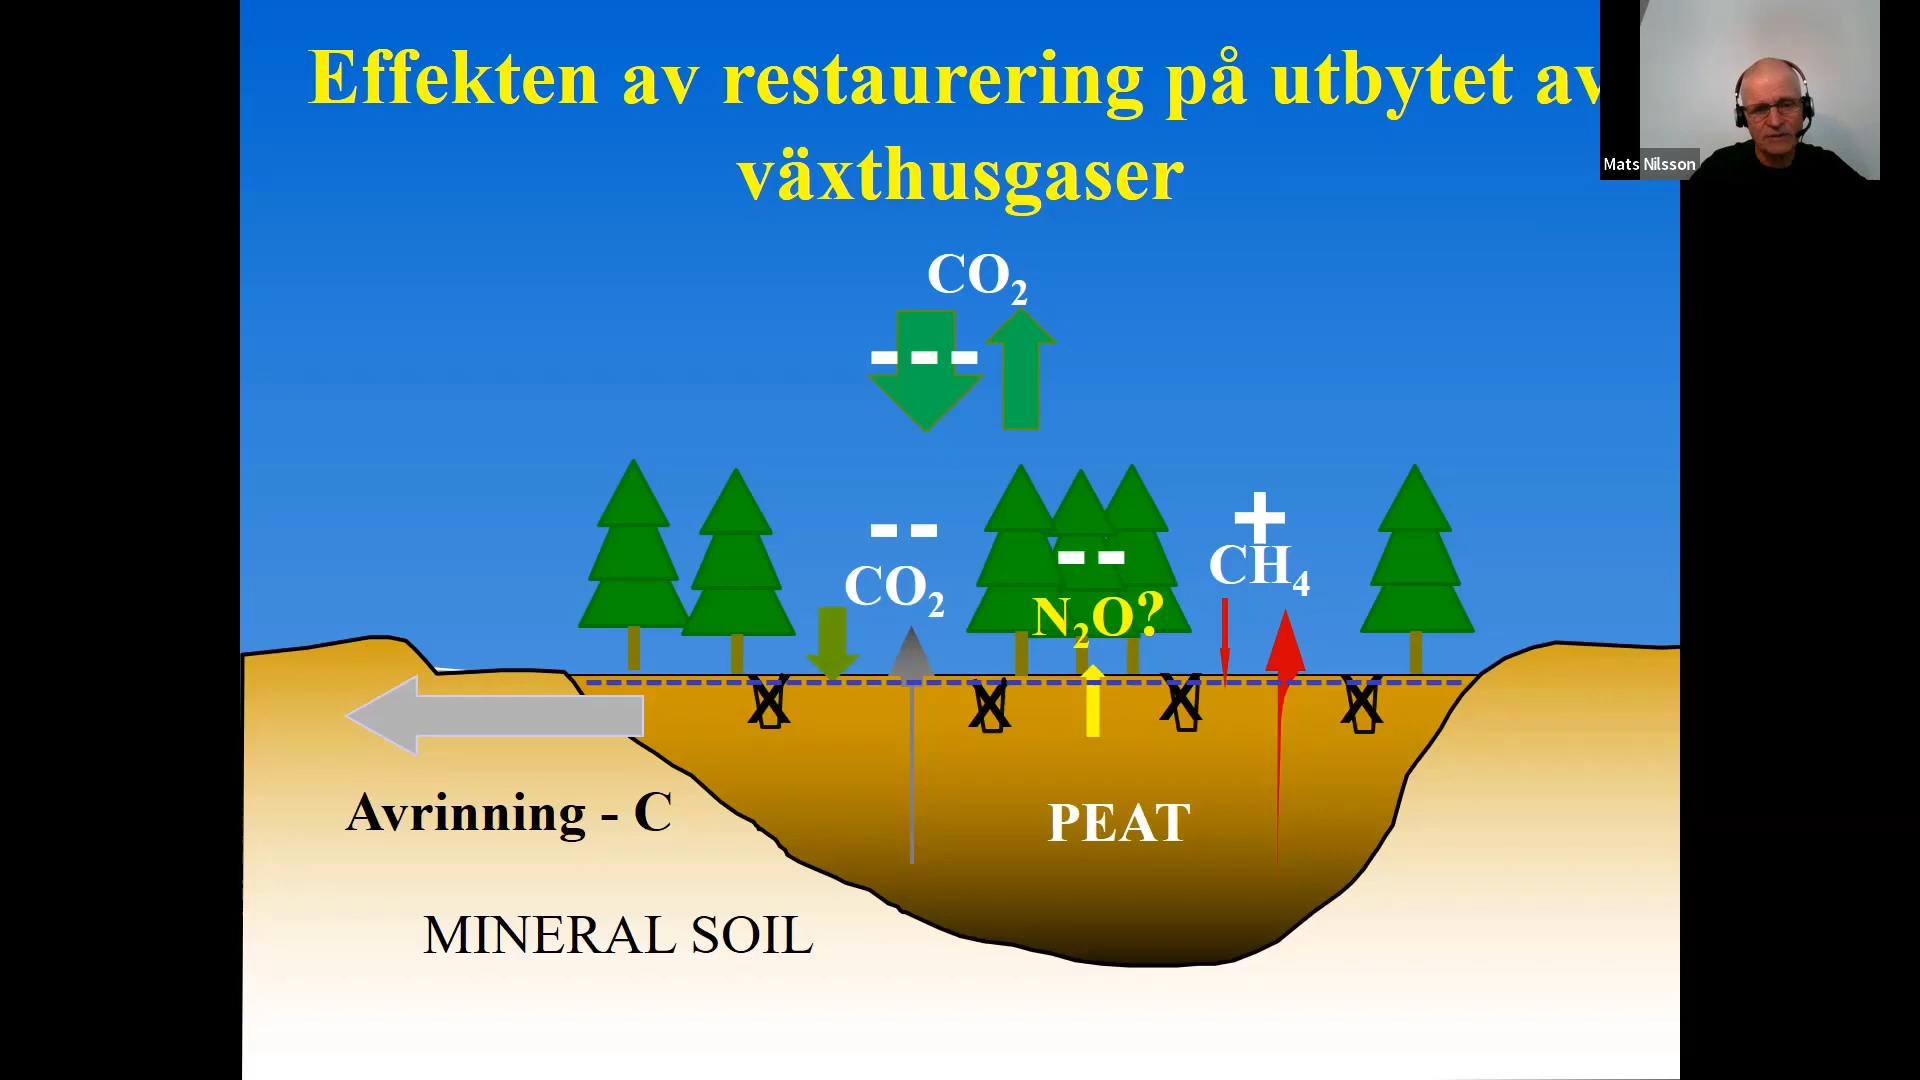 Effekten av restaurering på utbytet av
växthusgaser
Mats Nilsson
CO₂
---
--
CO₂
--
N₂O?
+
CH₄
X X X X
Avrinning - C
PEAT
MINERAL SOIL